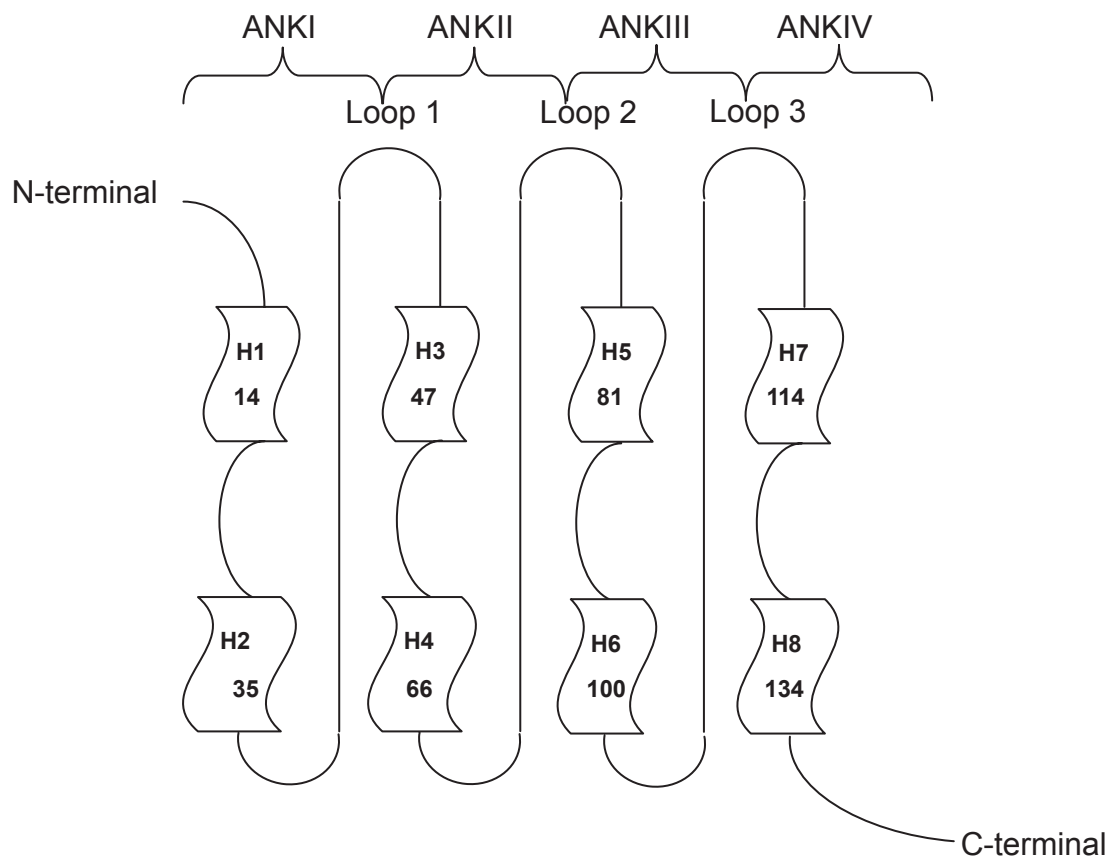 ANKI ANKII ANKIII ANKIV
Loop 1 Loop 2 Loop 3
N-terminal
H1 H3 H5 H7
14 47 81 114
H2 H4 H6 H8
35 66 100 134
C-terminal